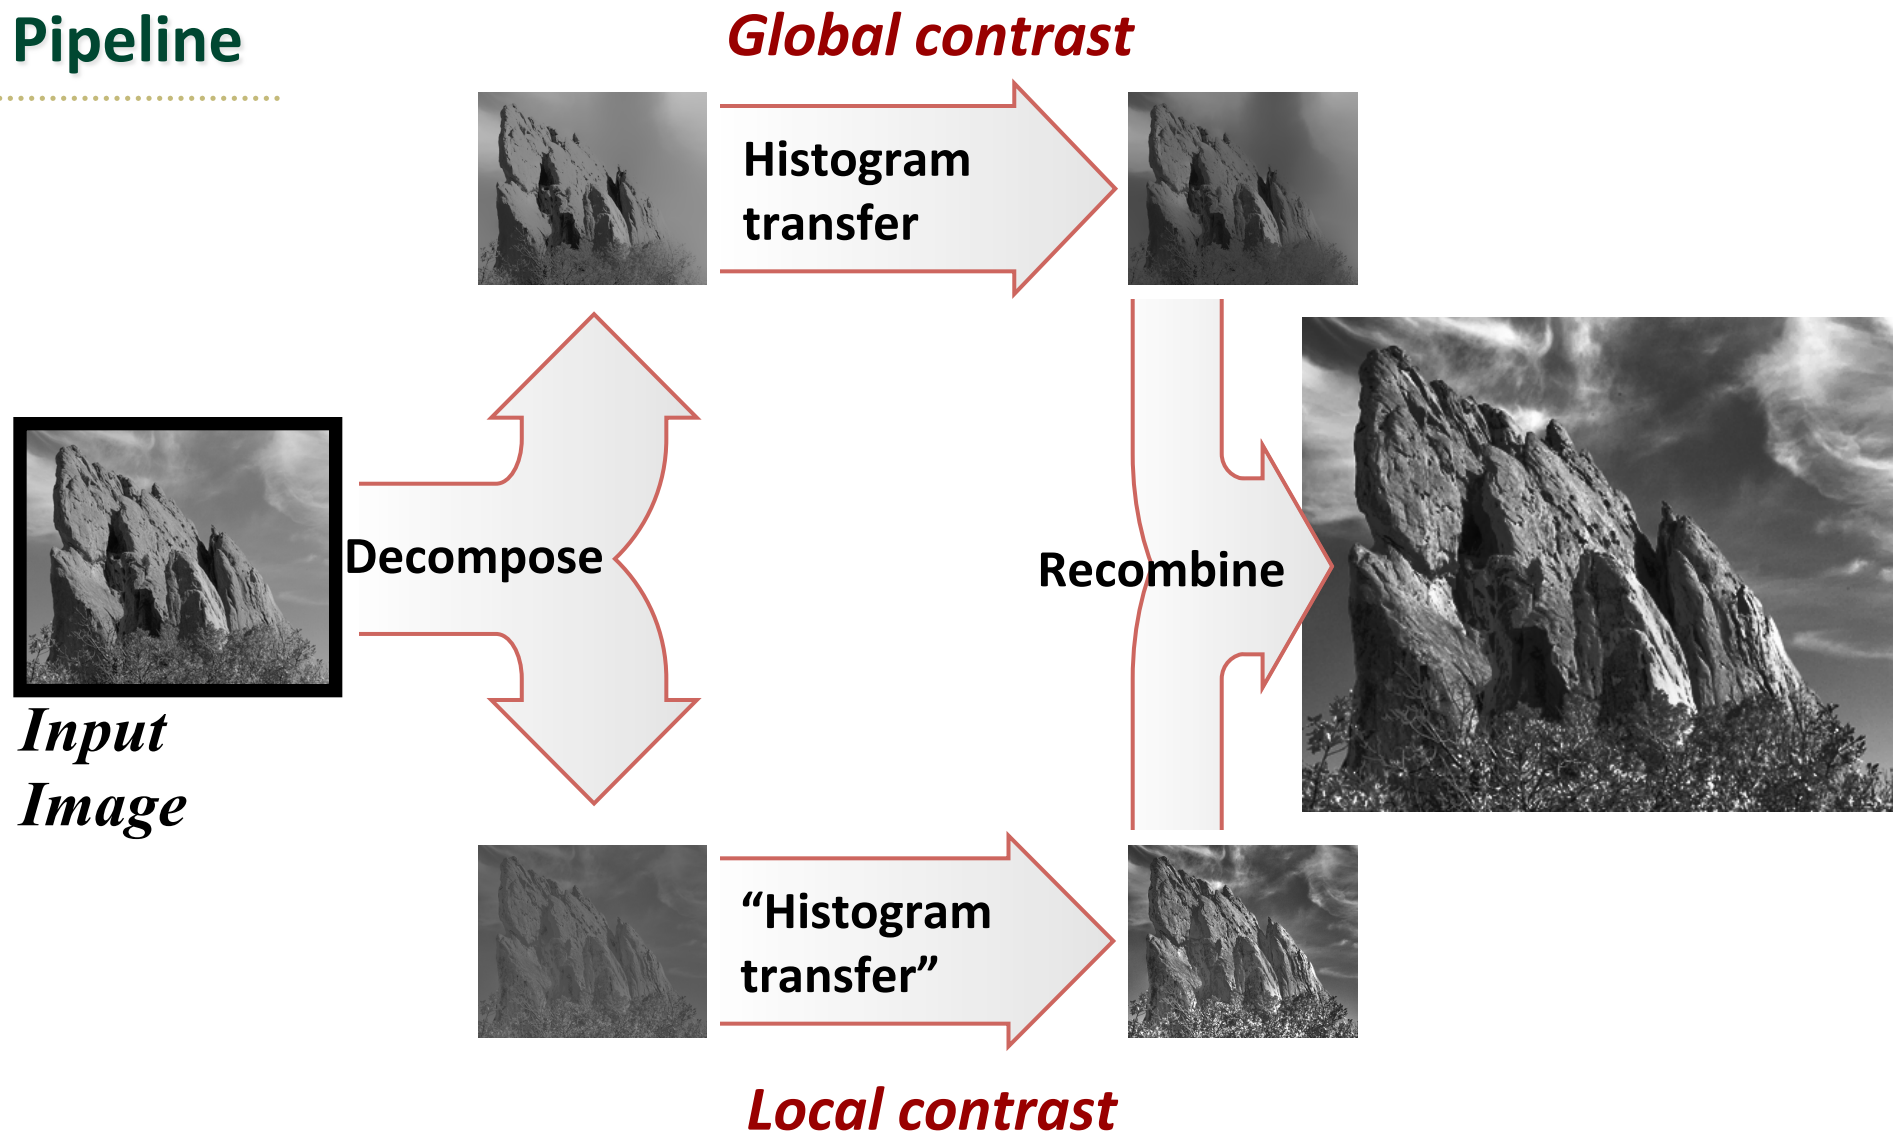 Pipeline
Global contrast
Histogram
transfer
Decompose
Recombine
Input
Image
“Histogram
transfer”
Local contrast